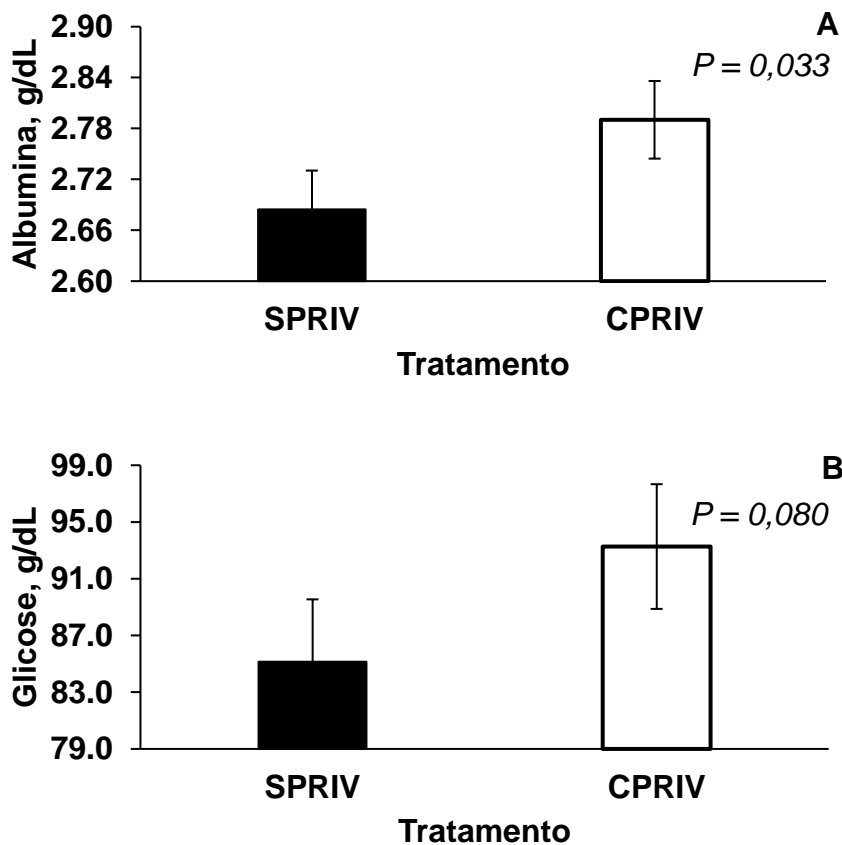 A
P = 0,033
Albumina, g/dL
2.90
2.84
2.78
2.72
2.66
2.60
SPRIV CPRIV
Tratamento
B
P = 0,080
Glicose, g/dL
99.0
95.0
91.0
87.0
83.0
79.0
SPRIV CPRIV
Tratamento